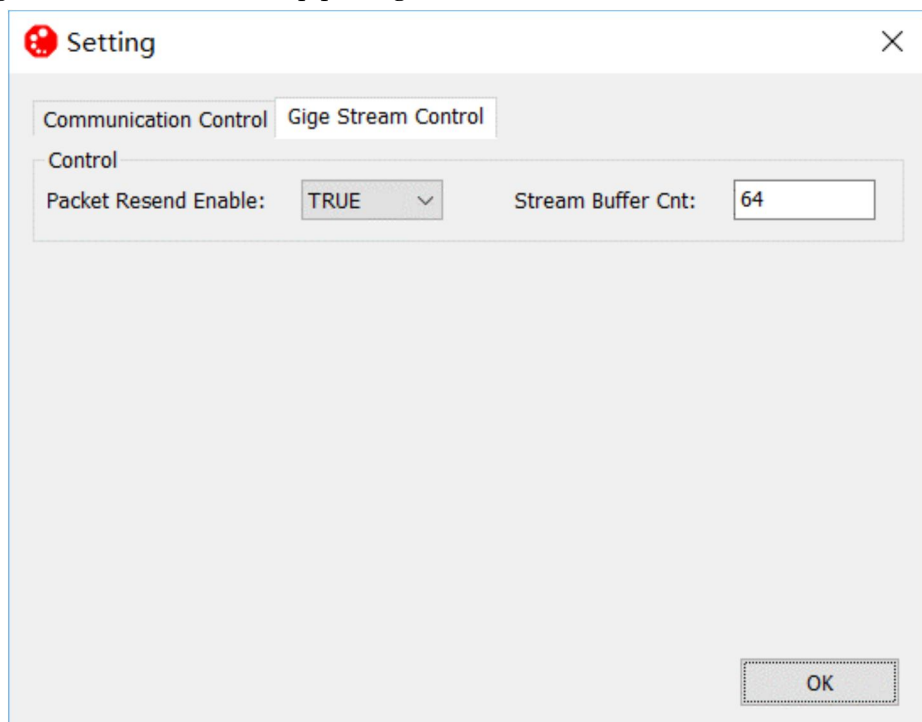 Setting
Communication Control Gige Stream Control
Control
Packet Resend Enable: TRUE Stream Buffer Cnt: 64
OK